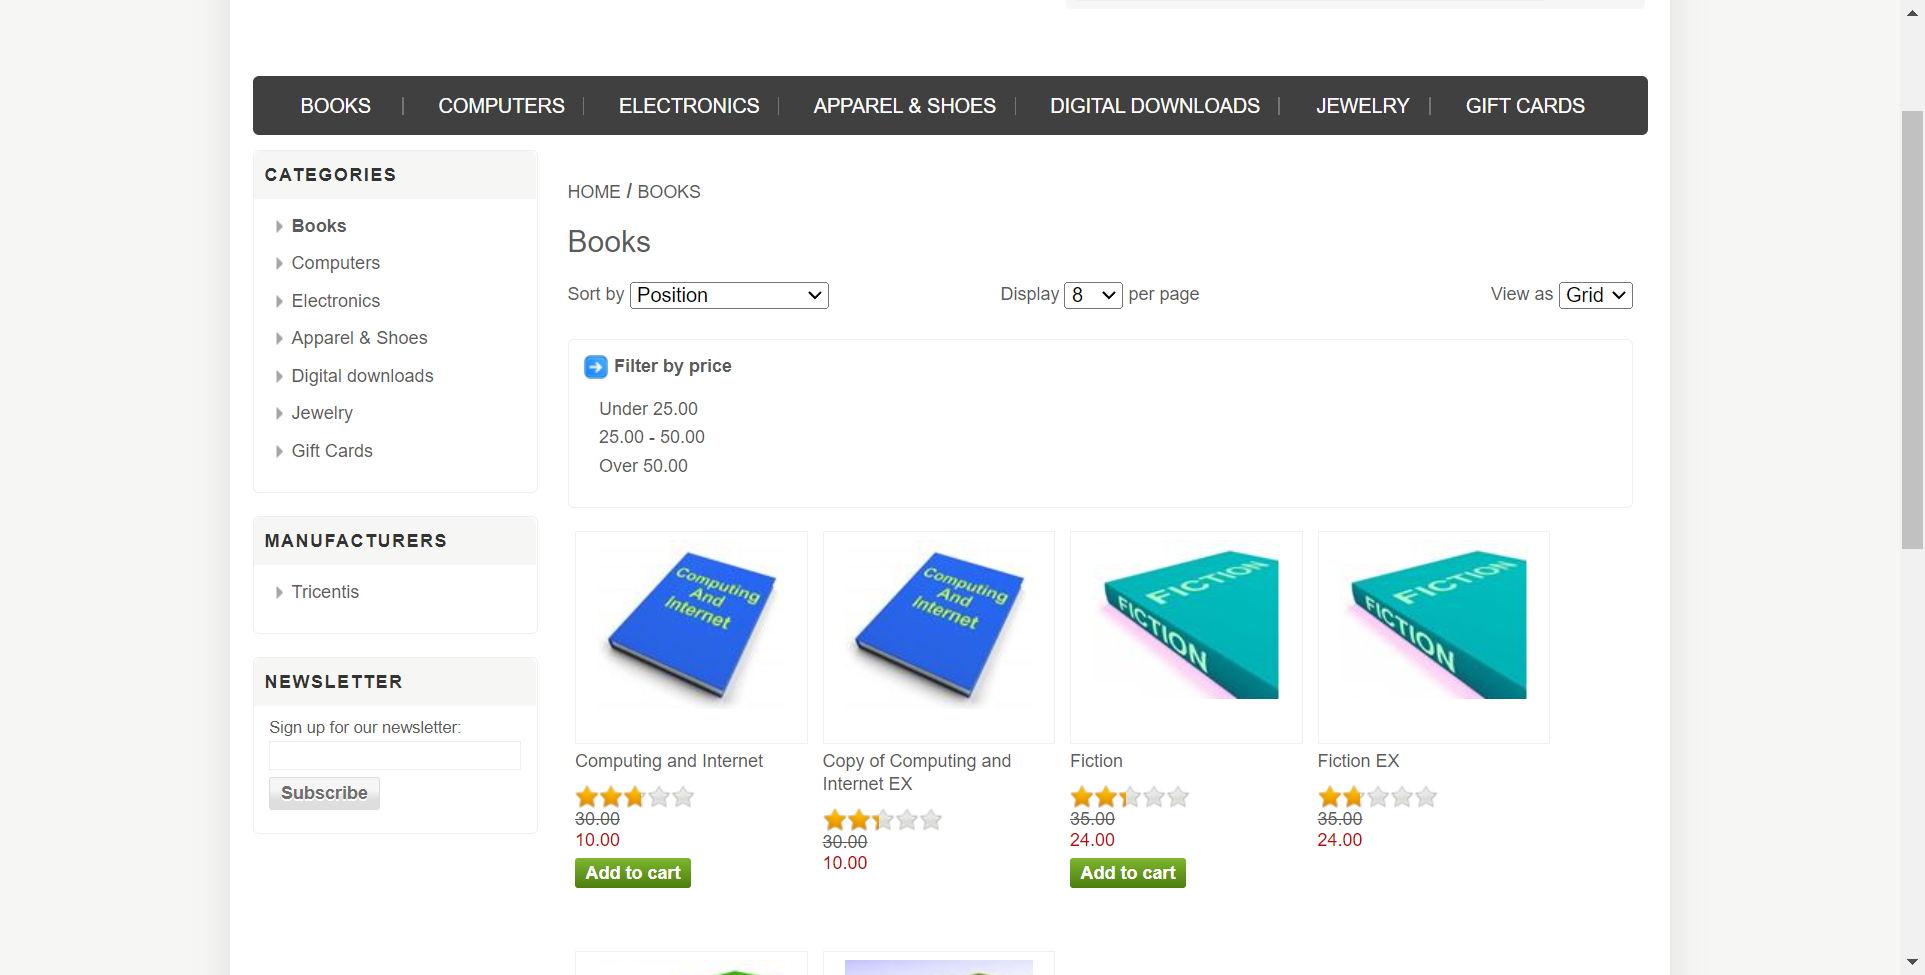 BOOKS COMPUTERS ELECTRONICS APPAREL & SHOES DIGITAL DOWNLOADS JEWELRY GIFT CARDS
CATEGORIES
Books
Computers
Electronics
Apparel & Shoes
Digital downloads
Jewelry
Gift Cards
MANUFACTURERS
Tricentis
NEWSLETTER
Sign up for our newsletter:
Subscribe
HOME / BOOKS
Books
Sort by Position
Display 8 per page
View as Grid
Filter by price
Under 25.00
25.00 - 50.00
Over 50.00
Computing
And
Internet
Computing and Internet
30.00
10.00
Add to cart
Computing
And
Internet
Copy of Computing and
Internet EX
30.00
10.00
FICTION
FICTION
Fiction
35.00
24.00
Add to cart
FICTION
FICTION
Fiction EX
35.00
24.00